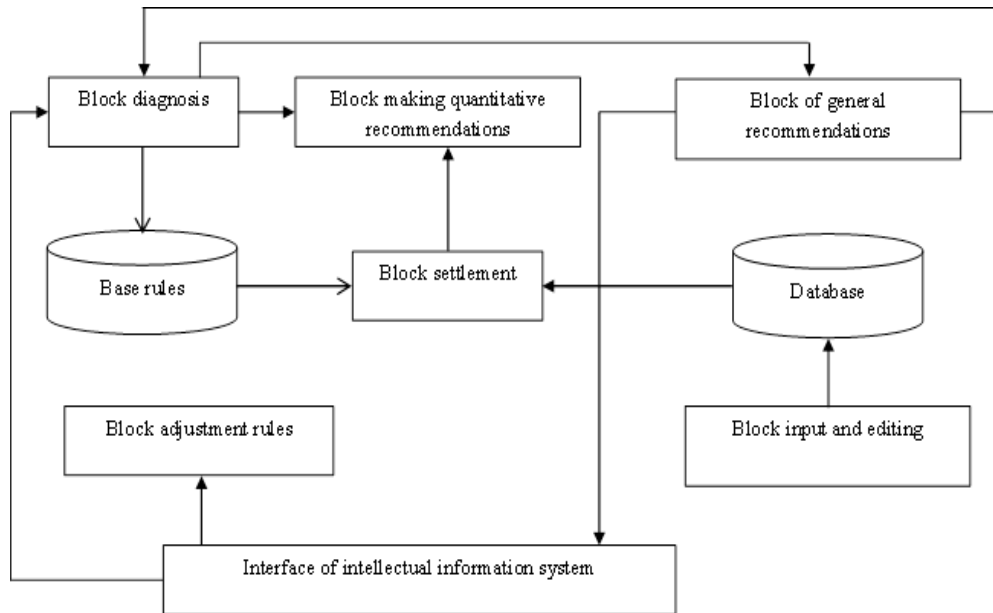 Block diagnosis
Block making quantitative
recommendations
Block of general
recommendations
Base rules
Block settlement
Database
Block adjustment rules
Block input and editing
Interface of intellectual information system